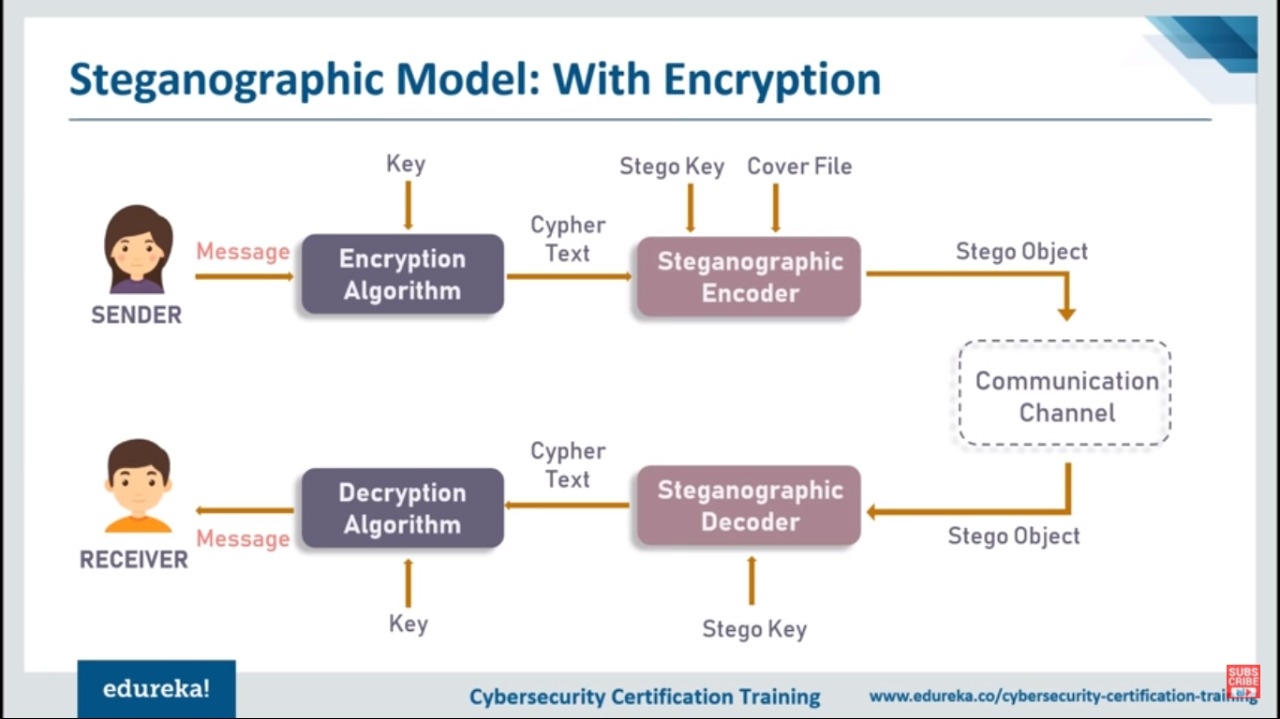 Steganographic Model: With Encryption
Key
Stego Key
Cover File
Message
Encryption
Algorithm
Cypher
Text
Steganographic
Encoder
Stego Object
SENDER
Communication
Channel
Cypher
Text
Decryption
Algorithm
Steganographic
Decoder
Message
Stego Object
RECEIVER
Key
Stego Key
edureka!
Cybersecurity Certification Training
www.edureka.co/cybersecurity-certification-
SUBS
CRIBE